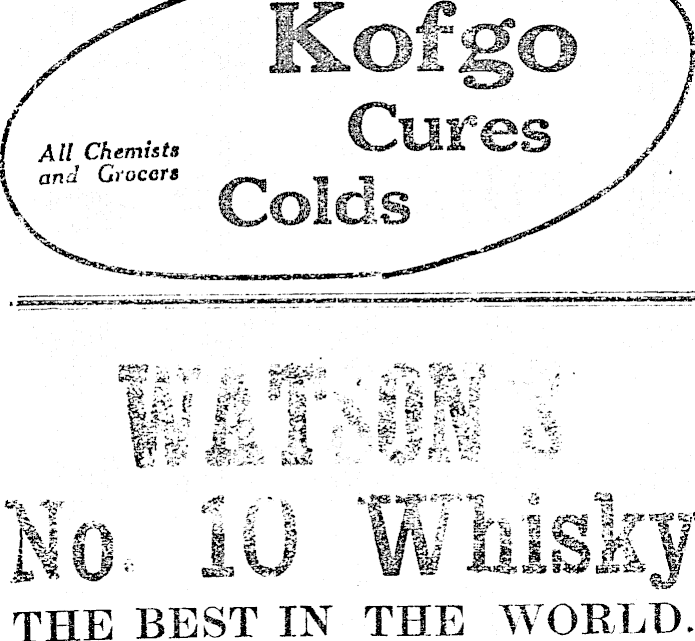 Kofgo
Cures
Colds
All Chemists
and Grocers
WATSON'S
No. 10 Whisky
THE BEST IN THE WORLD.